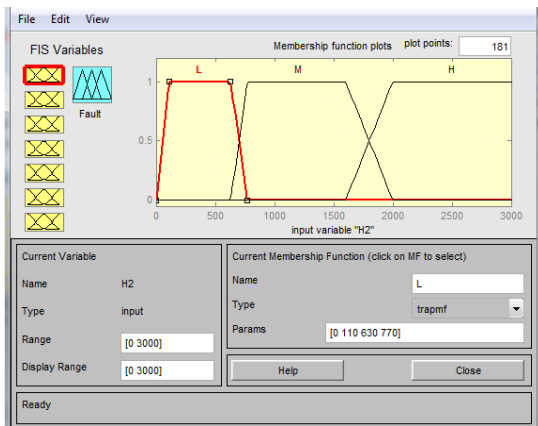 File Edit View
FIS Variables
Fault
Membership function plots plot points: 181
L M H
1
0.5
0
0 500 1000 1500 2000 2500 3000
input variable "H2"
Current Variable
Name H2
Type input
Range [0 3000]
Display Range [0 3000]
Current Membership Function (click on MF to select)
Name L
Type trapmf
Params [0 110 630 770]
Help Close
Ready